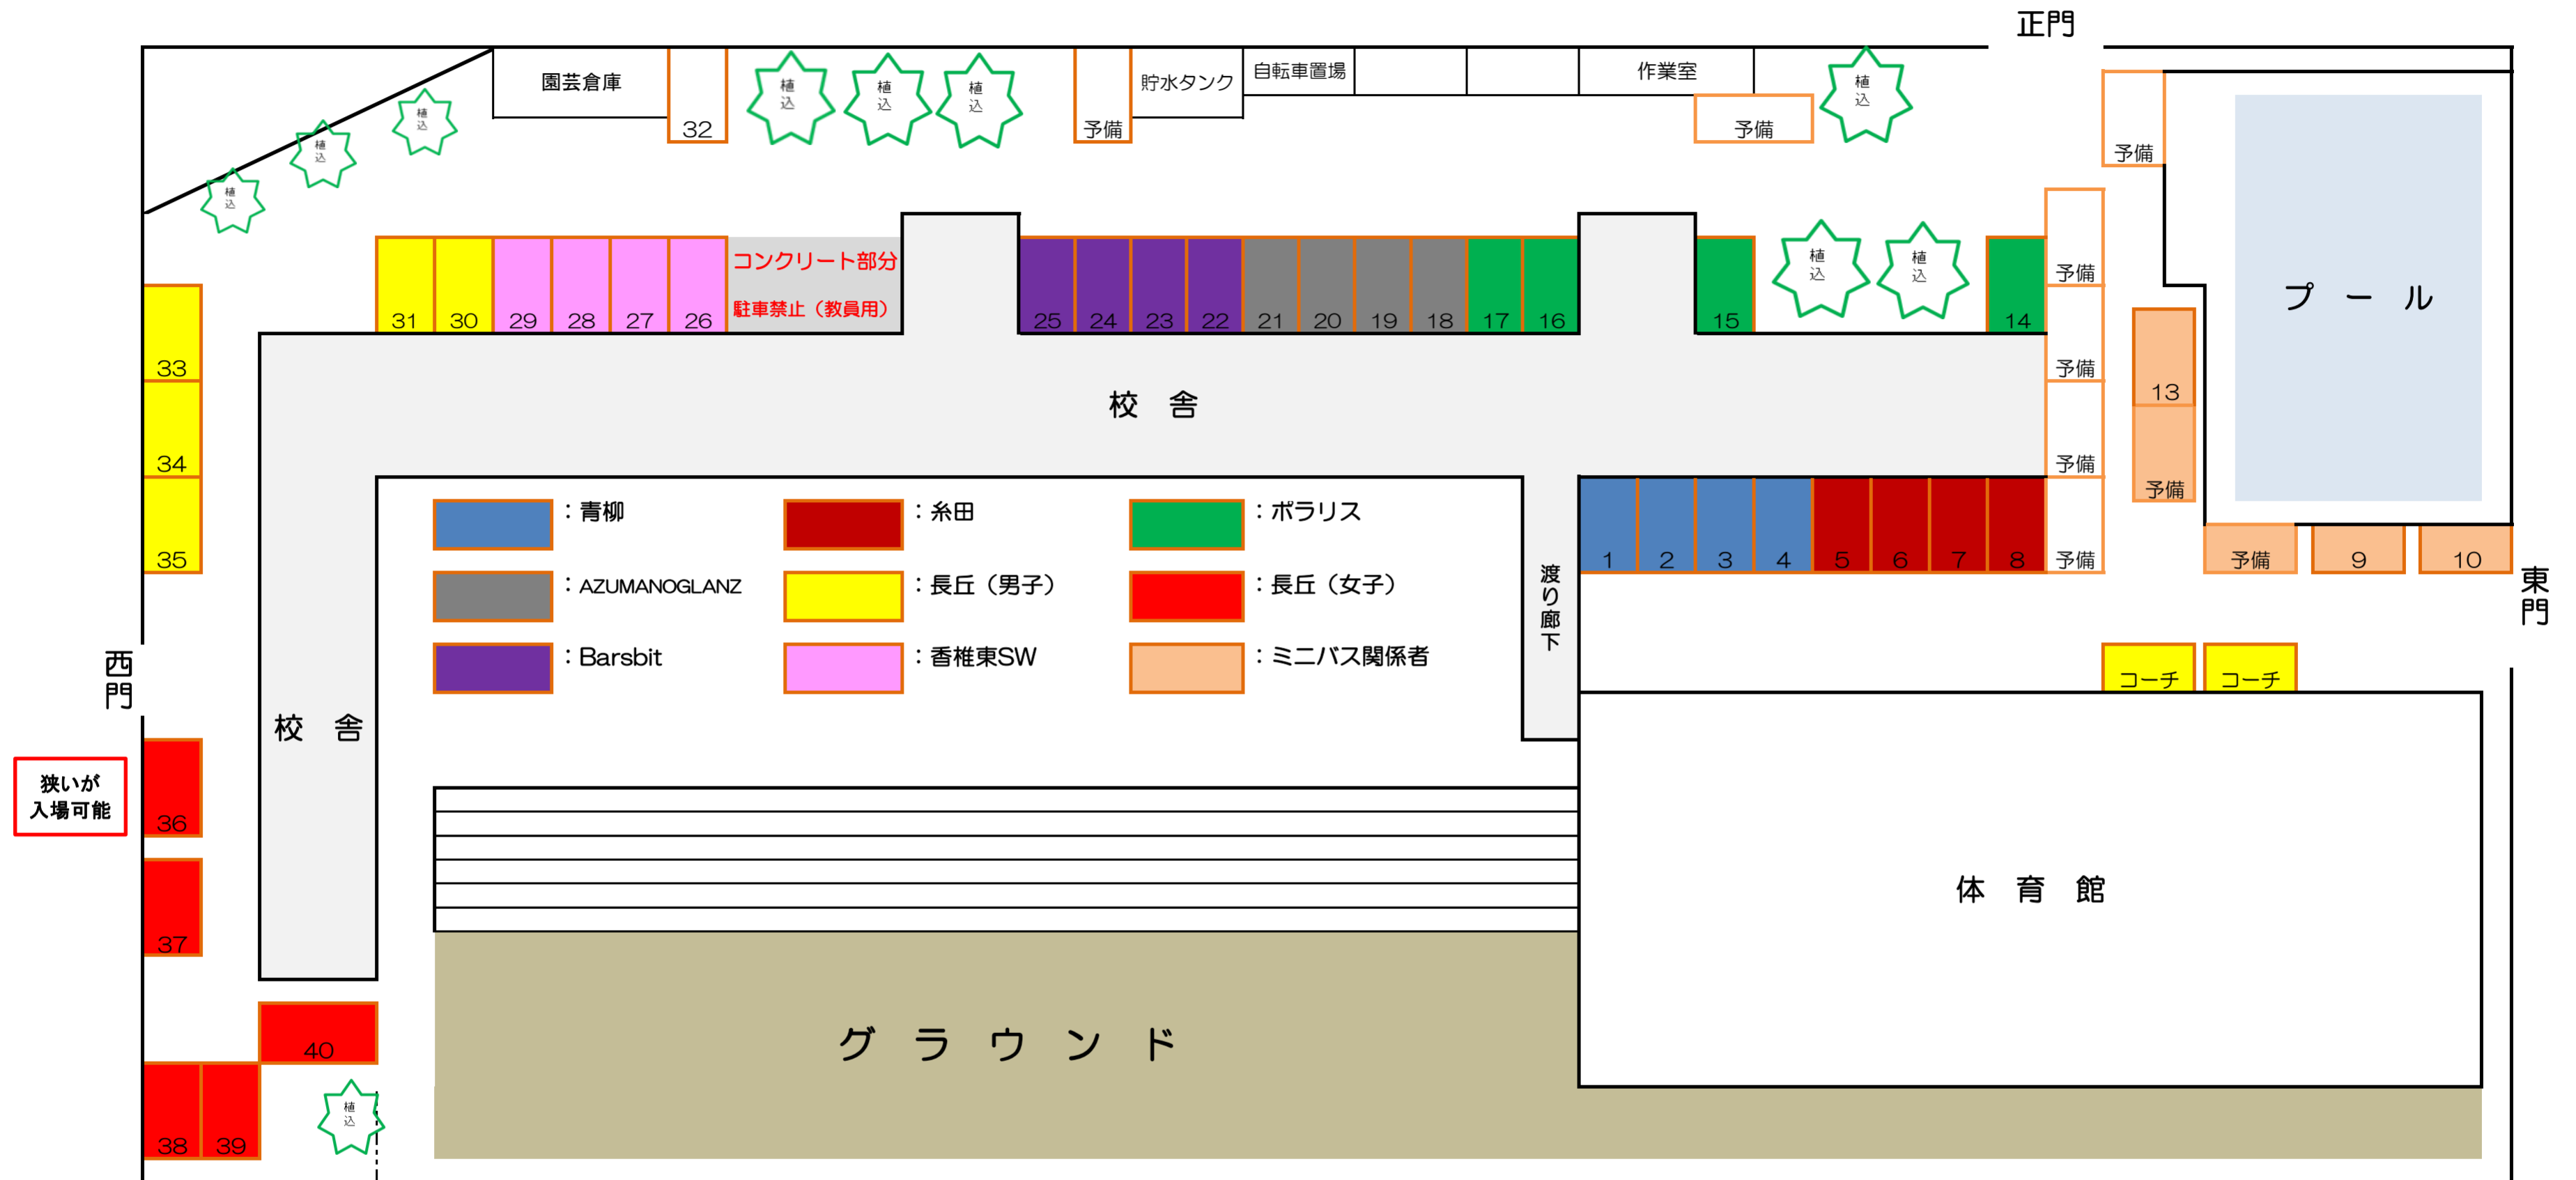 正門
園芸倉庫
32
植込
植込
植込
予備
貯水タンク
自転車置場
作業室
予備
植込
予備
植込
植込
植込
31
30
29
28
27
26
コンクリート部分
駐車禁止（教員用）
25
24
23
22
21
20
19
18
17
16
15
植込
植込
14
予備
予備
予備
予備
プール
13
予備
33
34
35
校舎
1
2
3
4
5
6
7
8
予備
9
10
東門
：青柳
：糸田
：ポラリス
：AZUMANOGLANZ
：長丘（男子）
：長丘（女子）
：Barsbit
：香椎東SW
：ミニバス関係者
渡り廊下
コーチ
コーチ
西門
校舎
狭いが
入場可能
36
37
体育館
40
グラウンド
38
39
植込